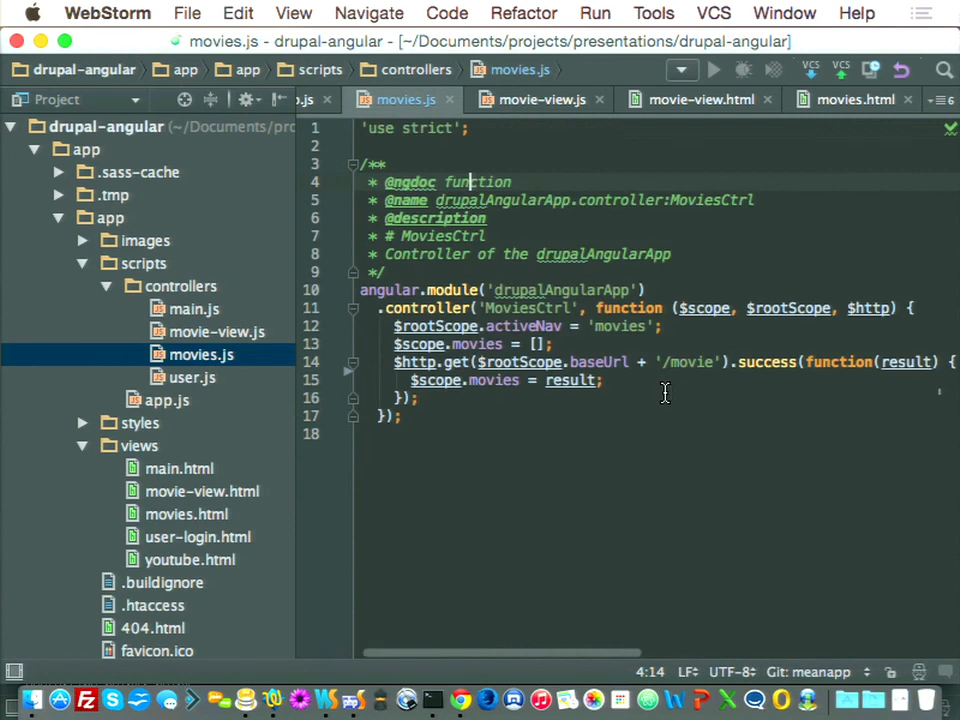 WebStorm File Edit View Navigate Code Refactor Run Tools VCS Window Help
movies.js - drupal-angular - [~/Documents/projects/presentations/drupal-angular]
drupal-angular app app scripts controllers movies.js VCS VCS
Project p.js movies.js movie-view.js movie-view.html movies.html 6
drupal-angular (~/Documents/pro
app
.sass-cache
.tmp
app
images
scripts
controllers
main.js
movie-view.js
movies.js
user.js
app.js
styles
views
main.html
movie-view.html
movies.html
user-login.html
youtube.html
.buildignore
.htaccess
404.html
favicon.ico
1 'use strict';
2
3 /**
4 * @ngdoc function
5 * @name drupalAngularApp.controller:MoviesCtrl
6 * @description
7 * # MoviesCtrl
8 * Controller of the drupalAngularApp
9 */
10 angular.module('drupalAngularApp')
11 .controller('MoviesCtrl', function ($scope, $rootScope, $http) {
12 $rootScope.activeNav = 'movies';
13 $scope.movies = [];
14 $http.get($rootScope.baseUrl + '/movie').success(function(result) {
15 $scope.movies = result;
16 });
17 });
18
4:14 LF UTF-8 Git: meanapp